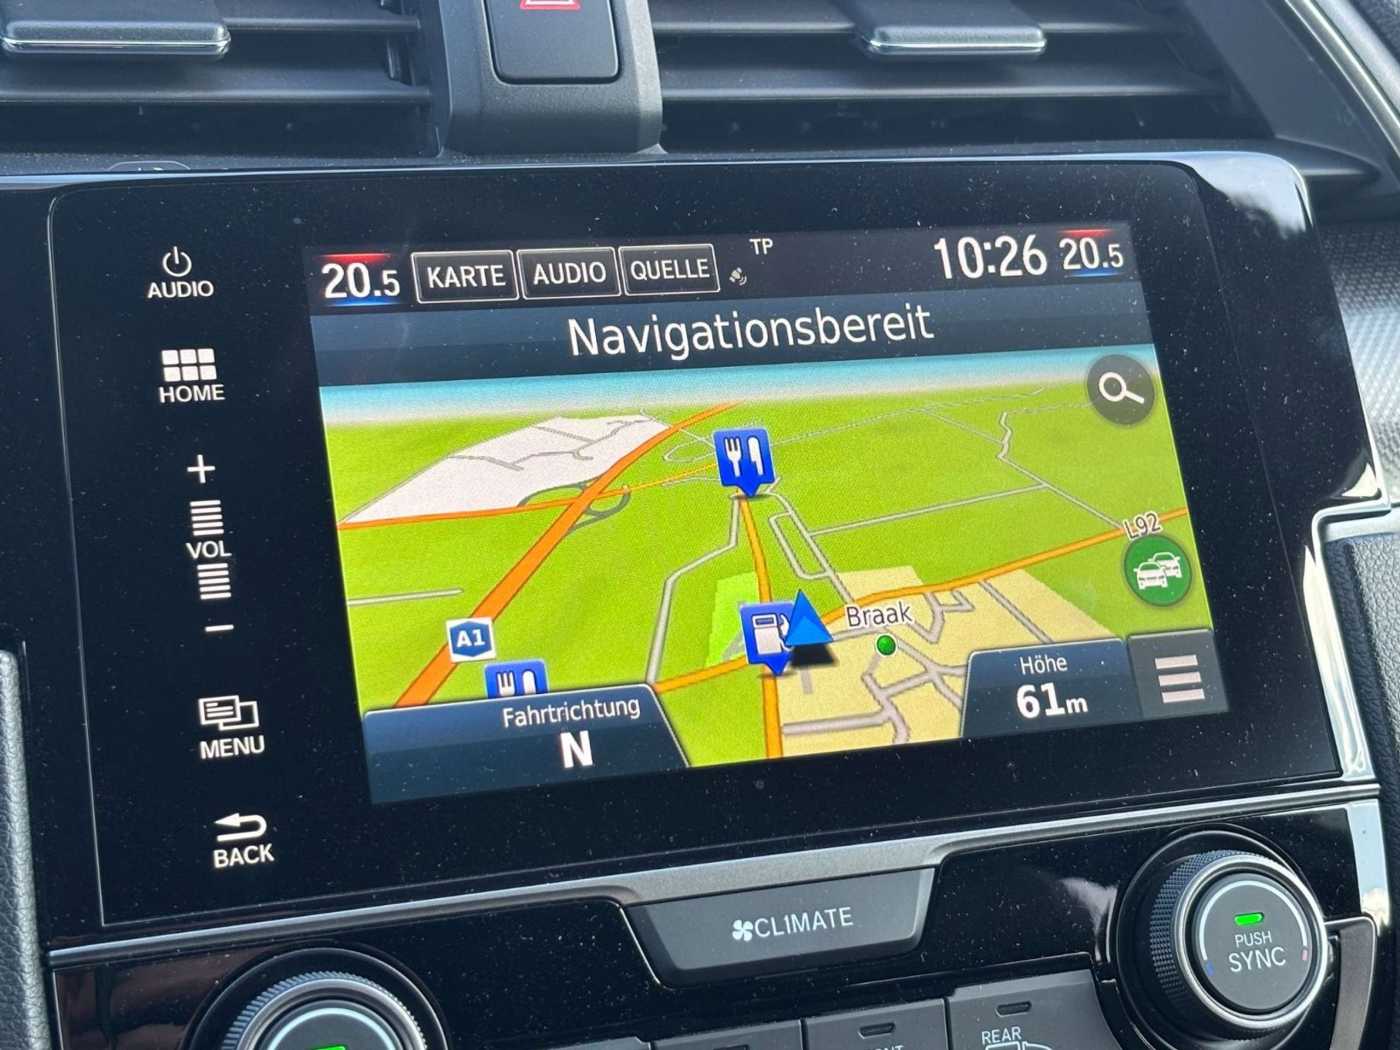 20.5 KARTE AUDIO QUELLE TP 10:26 20.5
Navigationsbereit
AUDIO
HOME
+
VOL
−
MENU
BACK
L92
A1
Braak
Fahrtrichtung
N
Höhe
61m
CLIMATE
PUSH
SYNC
REAR